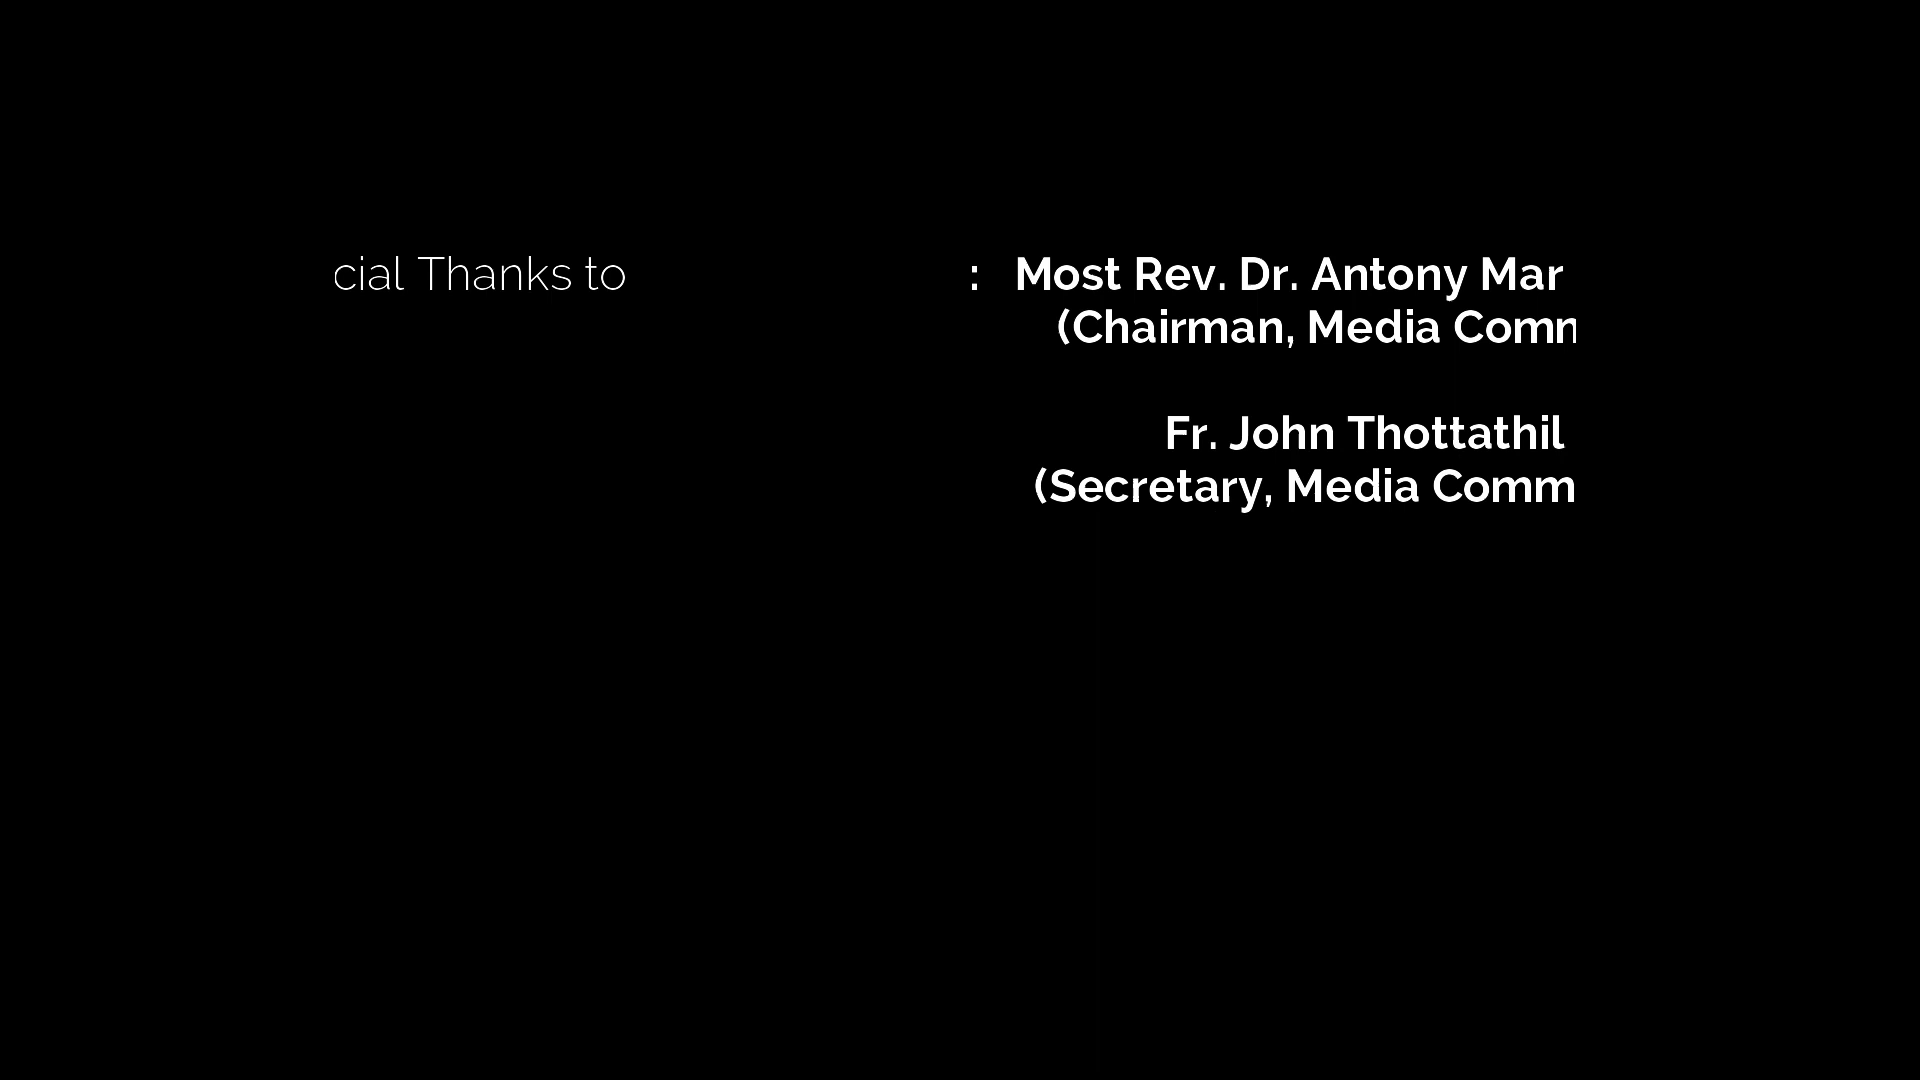 cial Thanks to : Most Rev. Dr. Antony Mar
(Chairman, Media Comm
Fr. John Thottathil
(Secretary, Media Comm